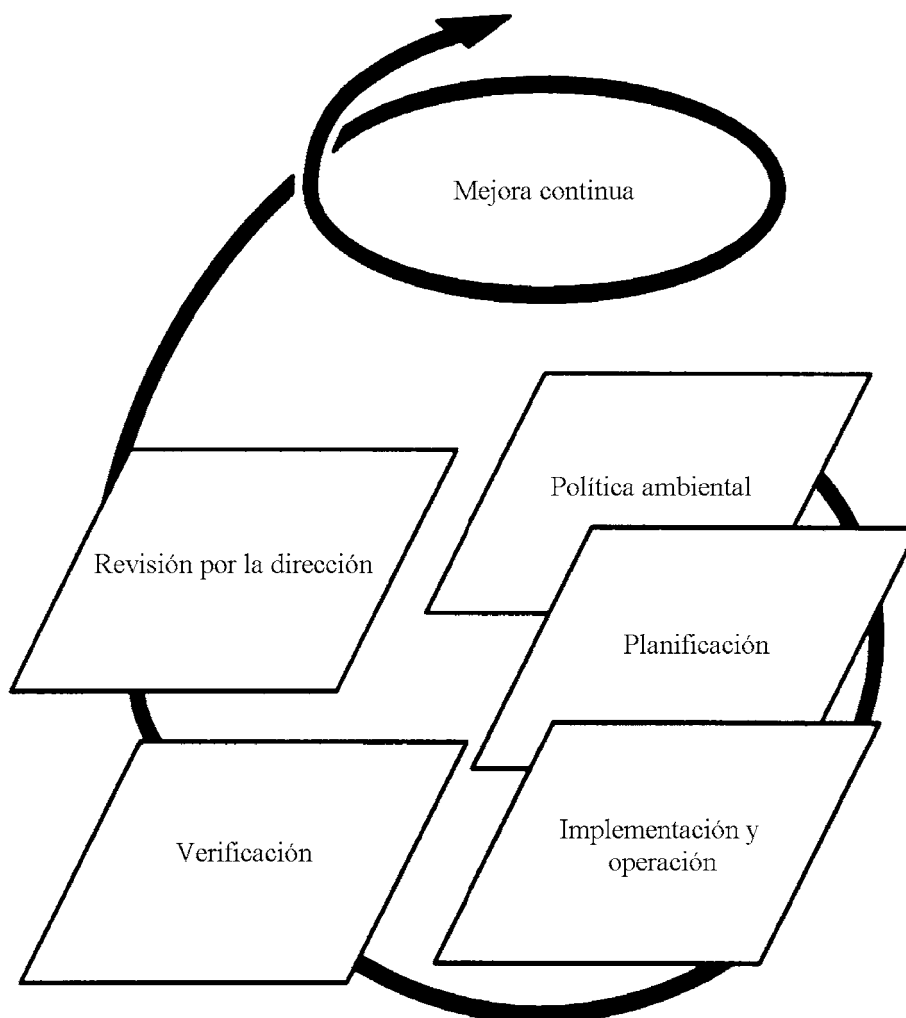 Mejora continua
Política ambiental
Revisión por la dirección
Planificación
Implementación y
operación
Verificación